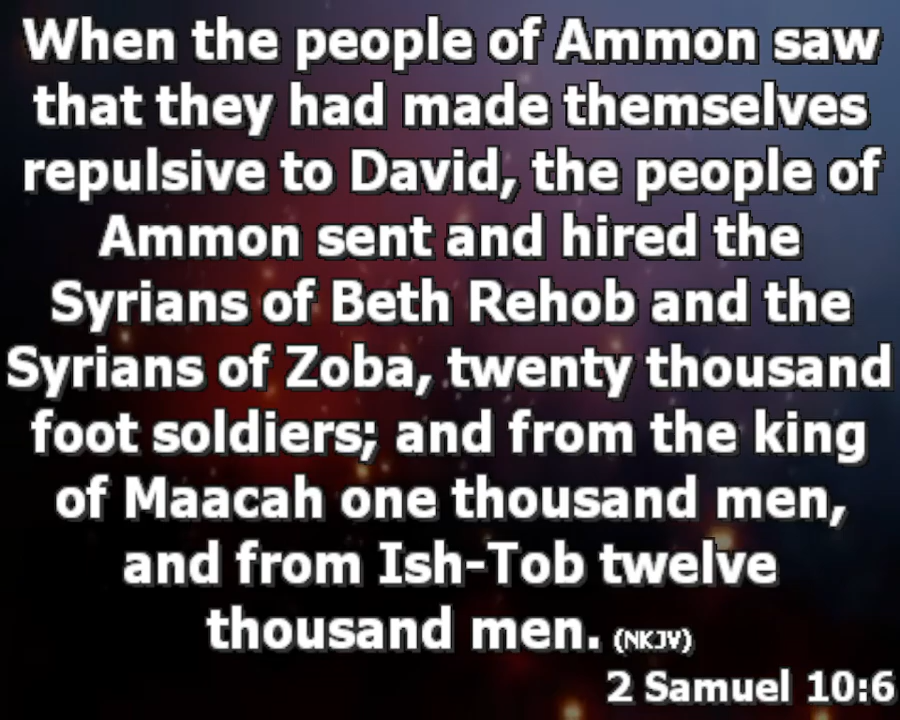 When the people of Ammon saw
that they had made themselves
repulsive to David, the people of
Ammon sent and hired the
Syrians of Beth Rehob and the
Syrians of Zoba, twenty thousand
foot soldiers; and from the king
of Maacah one thousand men,
and from Ish-Tob twelve
thousand men. (NKJV)
2 Samuel 10:6